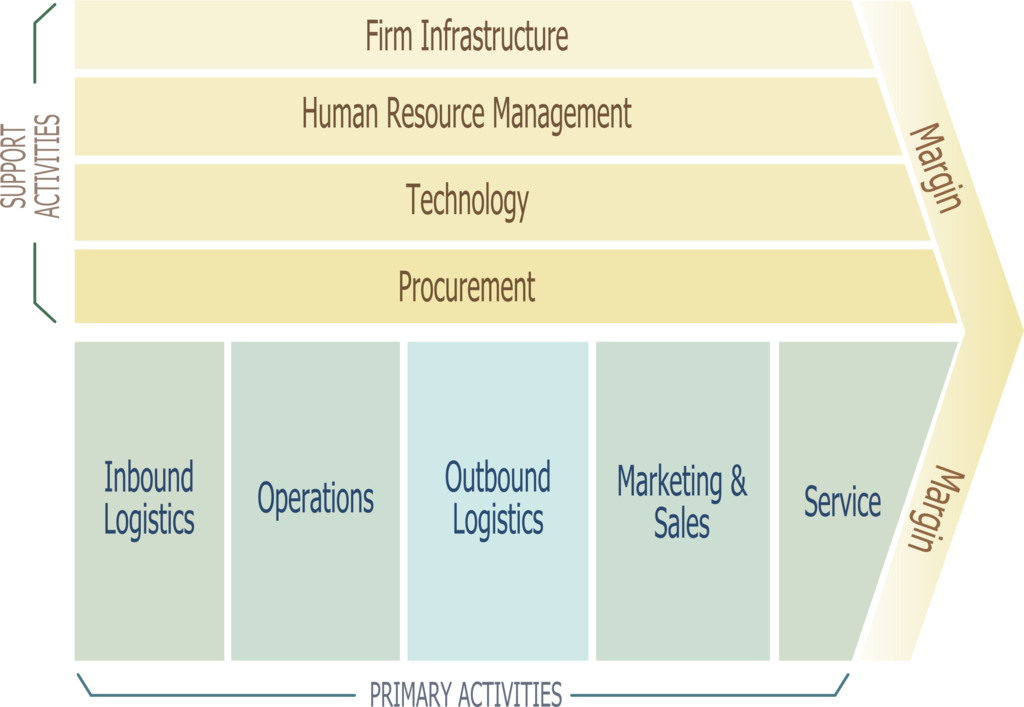 Firm Infrastructure
Human Resource Management
Technology
Procurement
SUPPORT
ACTIVITIES
Margin
Inbound
Logistics
Operations
Outbound
Logistics
Marketing &
Sales
Service
Margin
PRIMARY ACTIVITIES